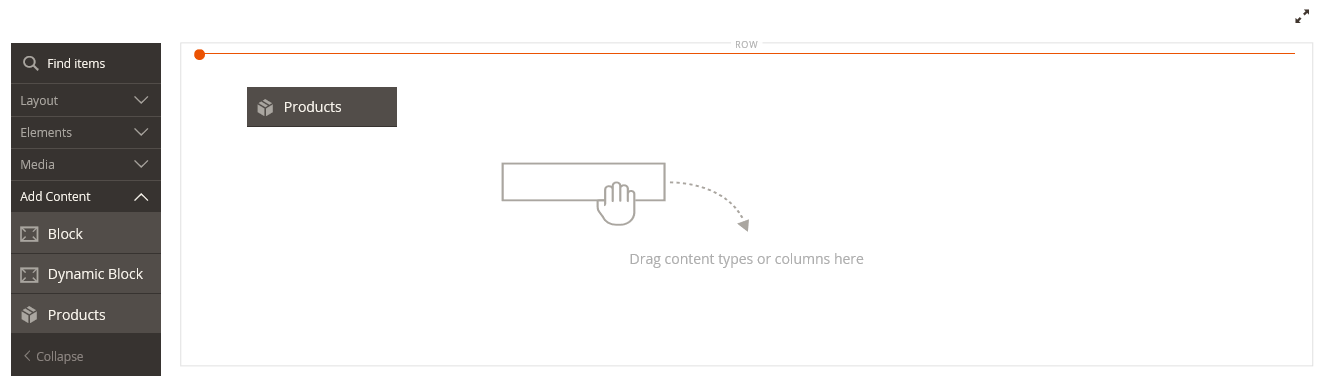 Find items
Layout
Elements
Media
Add Content
Block
Dynamic Block
Products
Collapse
ROW
Products
Drag content types or columns here